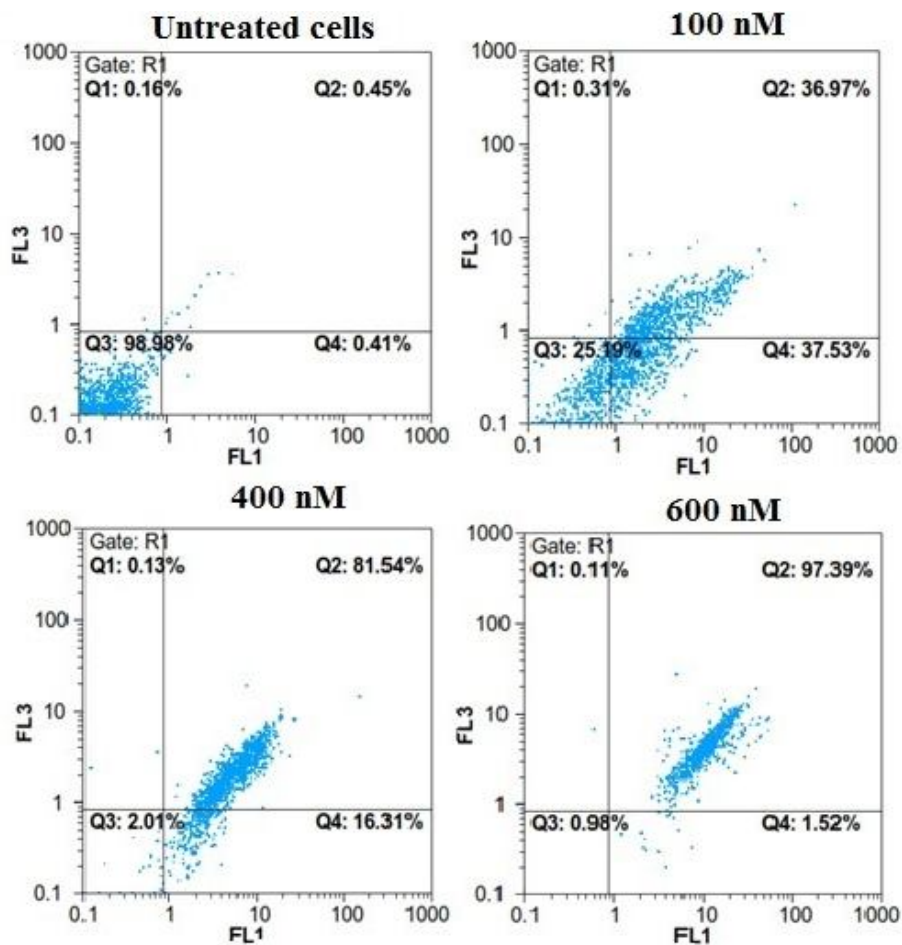 Untreated cells
1000
Gate: R1
Q1: 0.16% Q2: 0.45%
100
10
FL3
1
Q3: 98.98% Q4: 0.41%
0.1
0.1 1 10 100 1000
FL1
100 nM
1000
Gate: R1
Q1: 0.31% Q2: 36.97%
100
10
FL3
1
Q3: 25.19% Q4: 37.53%
0.1
0.1 1 10 100 1000
FL1
400 nM
1000
Gate: R1
Q1: 0.13% Q2: 81.54%
100
10
FL3
1
Q3: 2.01% Q4: 16.31%
0.1
0.1 1 10 100 1000
FL1
600 nM
1000
Gate: R1
Q1: 0.11% Q2: 97.39%
100
10
FL3
1
Q3: 0.98% Q4: 1.52%
0.1
0.1 1 10 100 1000
FL1